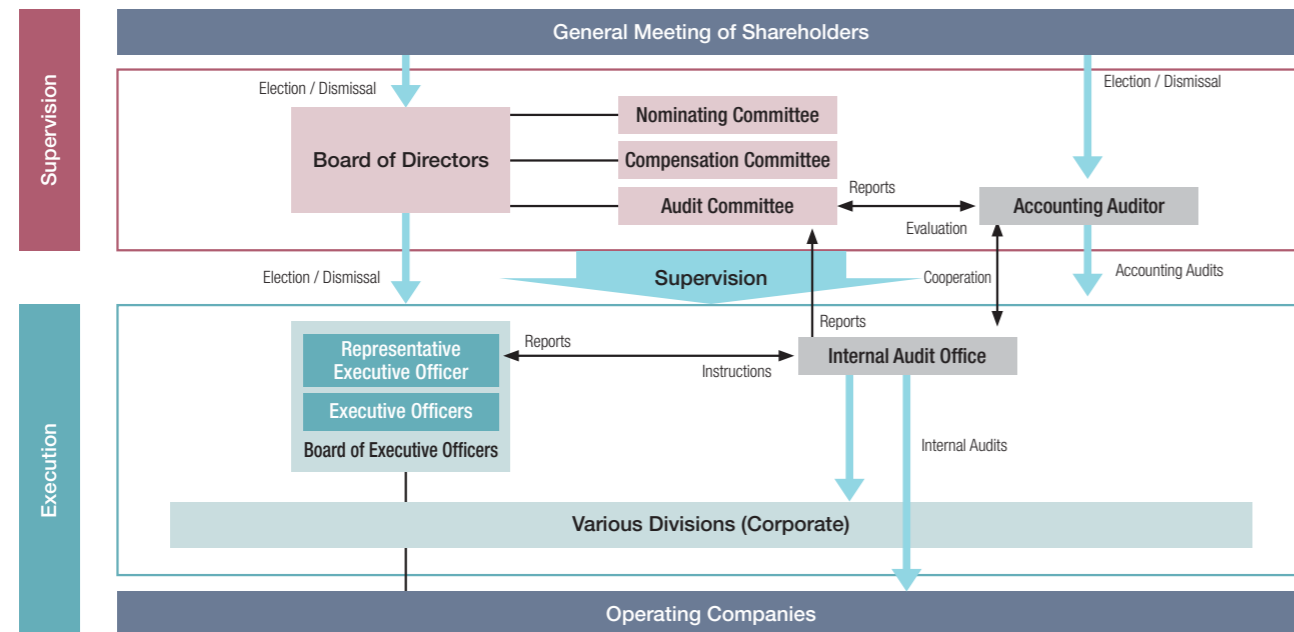 General Meeting of Shareholders
Supervision
Election / Dismissal
Election / Dismissal
Board of Directors
Nominating Committee
Compensation Committee
Audit Committee
Reports
Evaluation
Accounting Auditor
Election / Dismissal
Supervision
Cooperation
Accounting Audits
Execution
Representative
Executive Officer
Executive Officers
Board of Executive Officers
Reports
Instructions
Reports
Internal Audit Office
Internal Audits
Various Divisions (Corporate)
Operating Companies